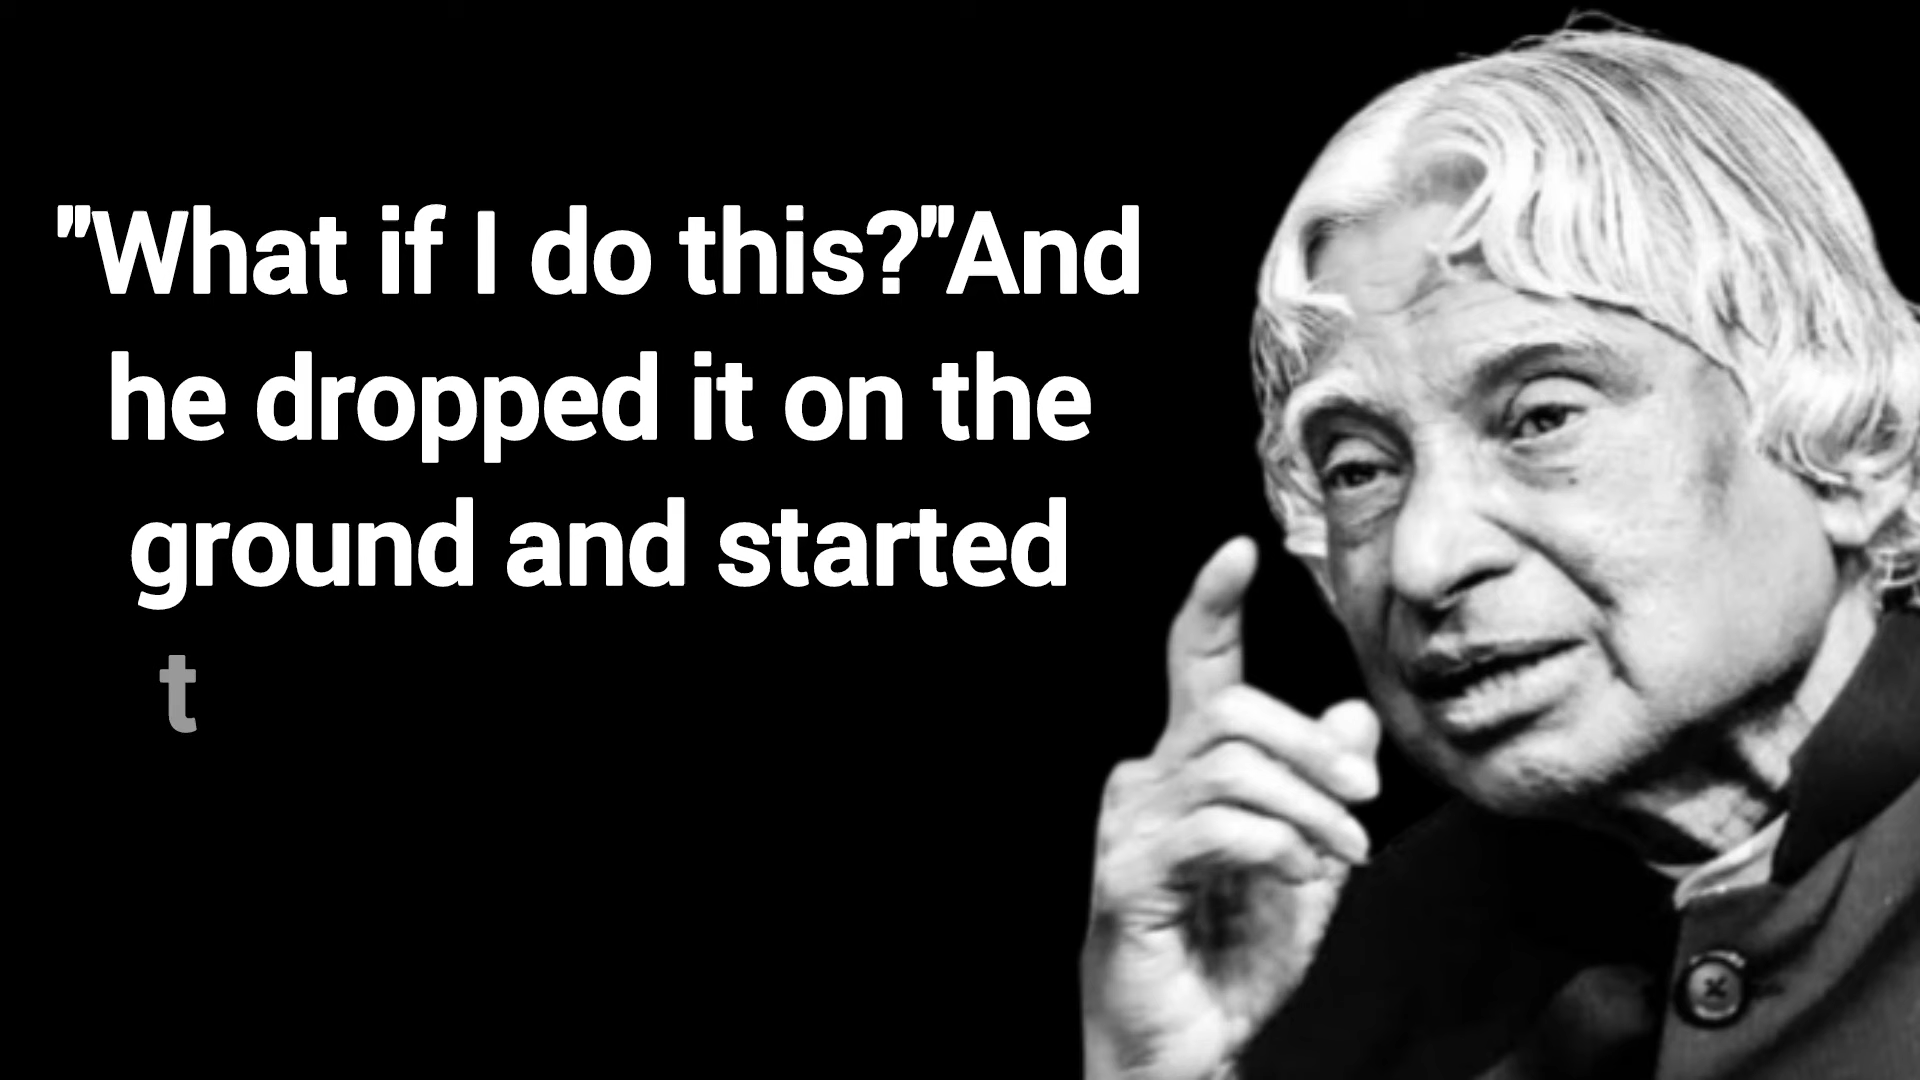 "What if I do this?"And
he dropped it on the
ground and started
t